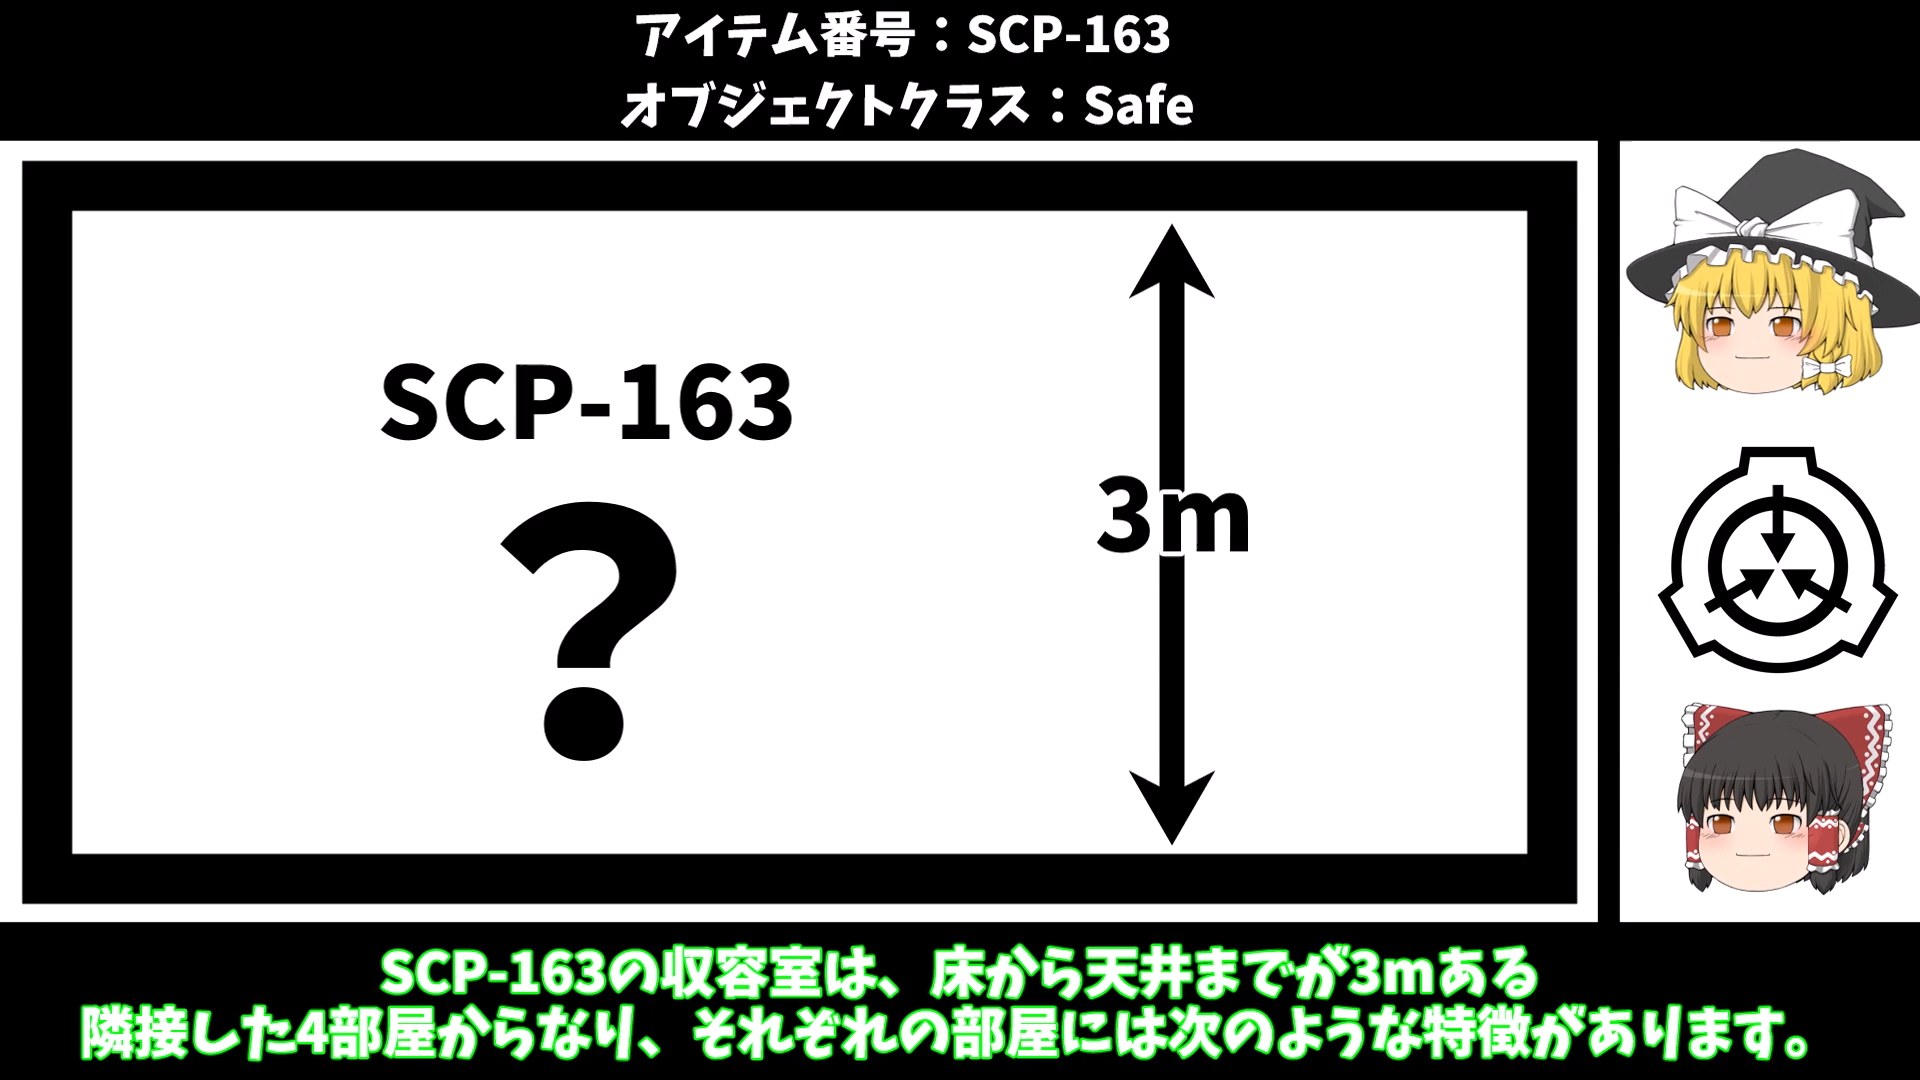 アイテム番号：SCP-163
オブジェクトクラス：Safe
SCP-163
?
3m
SCP-163の収容室は、床から天井までが3mある
隣接した4部屋からなり、それぞれの部屋には次のような特徴があります。